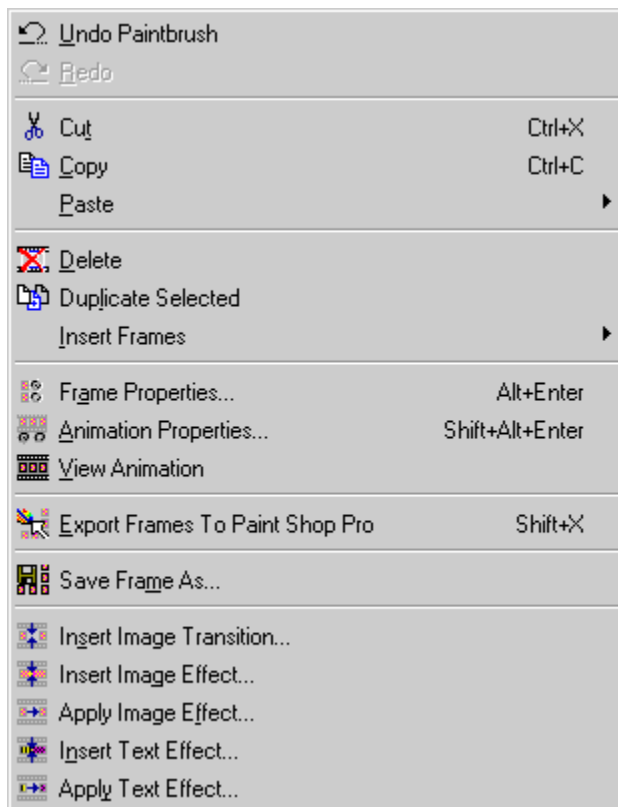 Undo Paintbrush
Redo
Cut Ctrl+X
Copy Ctrl+C
Paste
Delete
Duplicate Selected
Insert Frames
Frame Properties... Alt+Enter
Animation Properties... Shift+Alt+Enter
View Animation
Export Frames To Paint Shop Pro Shift+X
Save Frame As...
Insert Image Transition...
Insert Image Effect...
Apply Image Effect...
Insert Text Effect...
Apply Text Effect...